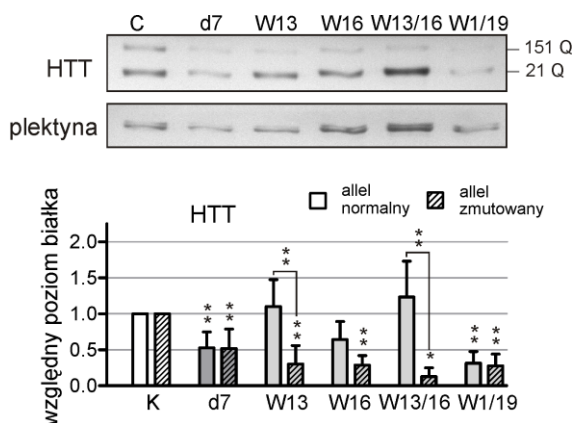 C d7 W13 W16 W13/16 W1/19
HTT
151 Q
21 Q
plektyna
HTT
allel normalny
allel zmutowany
względny poziom białka
2.0
1.5
1.0
0.5
0.0
** ** ** ** ** ** * ** **
K d7 W13 W16 W13/16 W1/19